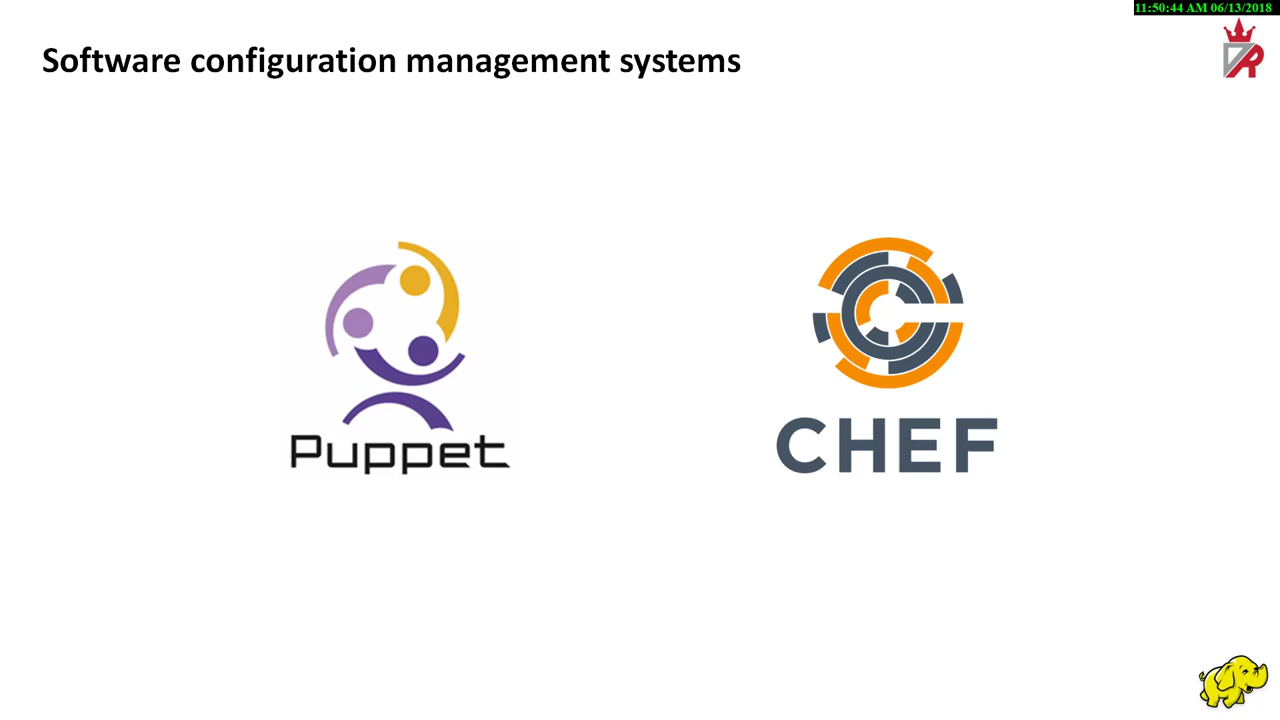 11:50:44 AM 06/13/2018
Software configuration management systems
Puppet
CHEF